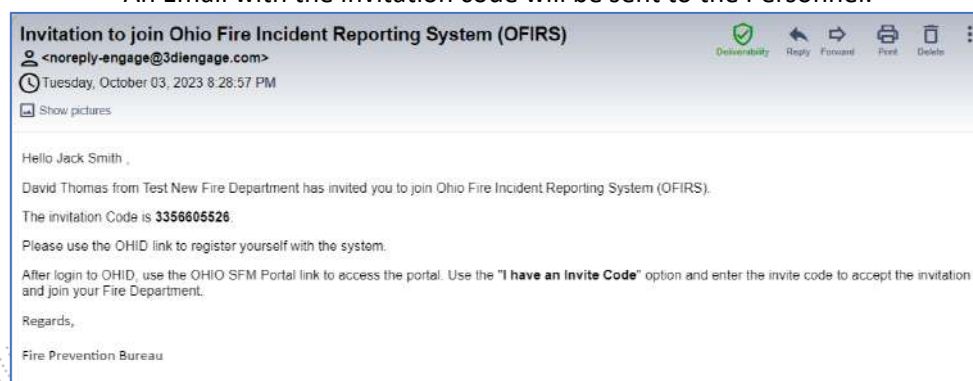 An Email with the Invitation code will be sent to the Personnel.
Invitation to join Ohio Fire Incident Reporting System (OFIRS)
<noreply-engage@3diengage.com>
Tuesday, October 03, 2023 8:28:57 PM
Deliverability Reply Forward Print Delete
Show pictures
Hello Jack Smith ,
David Thomas from Test New Fire Department has invited you to join Ohio Fire Incident Reporting System (OFIRS).
The invitation Code is 3356605526.
Please use the OHID link to register yourself with the system.
After login to OHID, use the OHIO SFM Portal link to access the portal. Use the "I have an Invite Code" option and enter the invite code to accept the invitation
and join your Fire Department.
Regards,
Fire Prevention Bureau